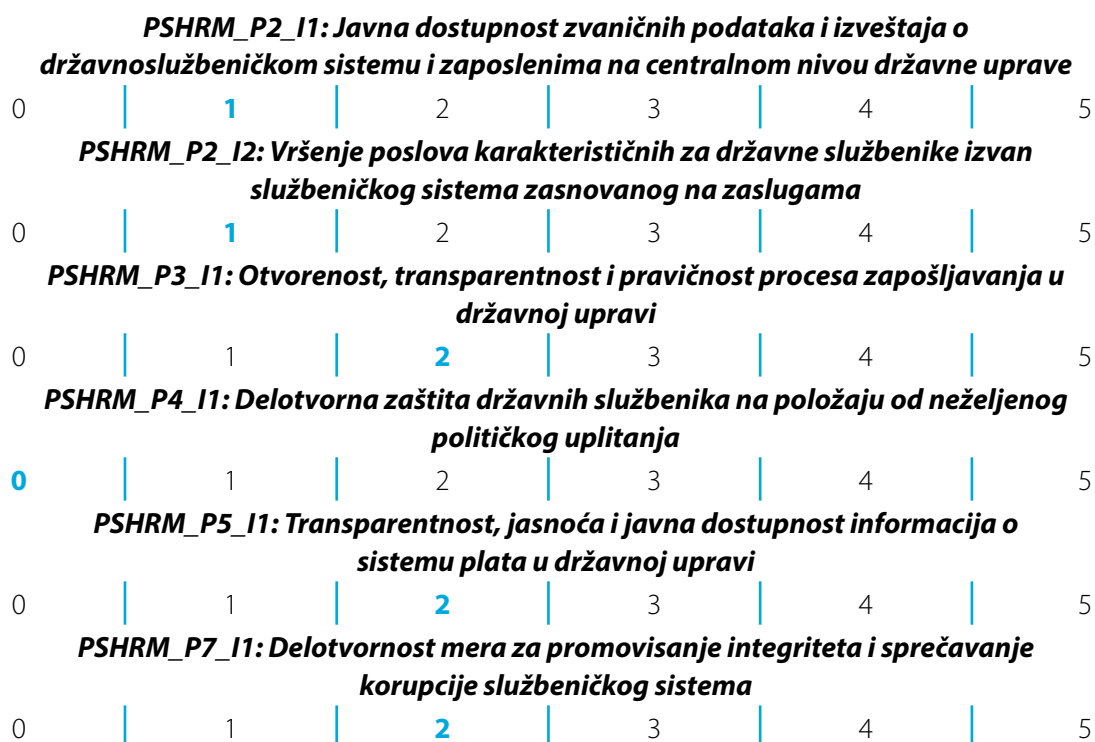 PSHRM_P2_I1: Javna dostupnost zvaničnih podataka i izveštaja o
državnoslužbeničkom sistemu i zaposlenima na centralnom nivou državne uprave
0 1 2 3 4 5
PSHRM_P2_I2: Vršenje poslova karakterističnih za državne službenike izvan
službeničkog sistema zasnovanog na zaslugama
0 1 2 3 4 5
PSHRM_P3_I1: Otvorenost, transparentnost i pravičnost procesa zapošljavanja u
državnoj upravi
0 1 2 3 4 5
PSHRM_P4_I1: Delotvorna zaštita državnih službenika na položaju od neželjenog
političkog uplitanja
0 1 2 3 4 5
PSHRM_P5_I1: Transparentnost, jasnoća i javna dostupnost informacija o
sistemu plata u državnoj upravi
0 1 2 3 4 5
PSHRM_P7_I1: Delotvornost mera za promovisanje integriteta i sprečavanje
korupcije službeničkog sistema
0 1 2 3 4 5